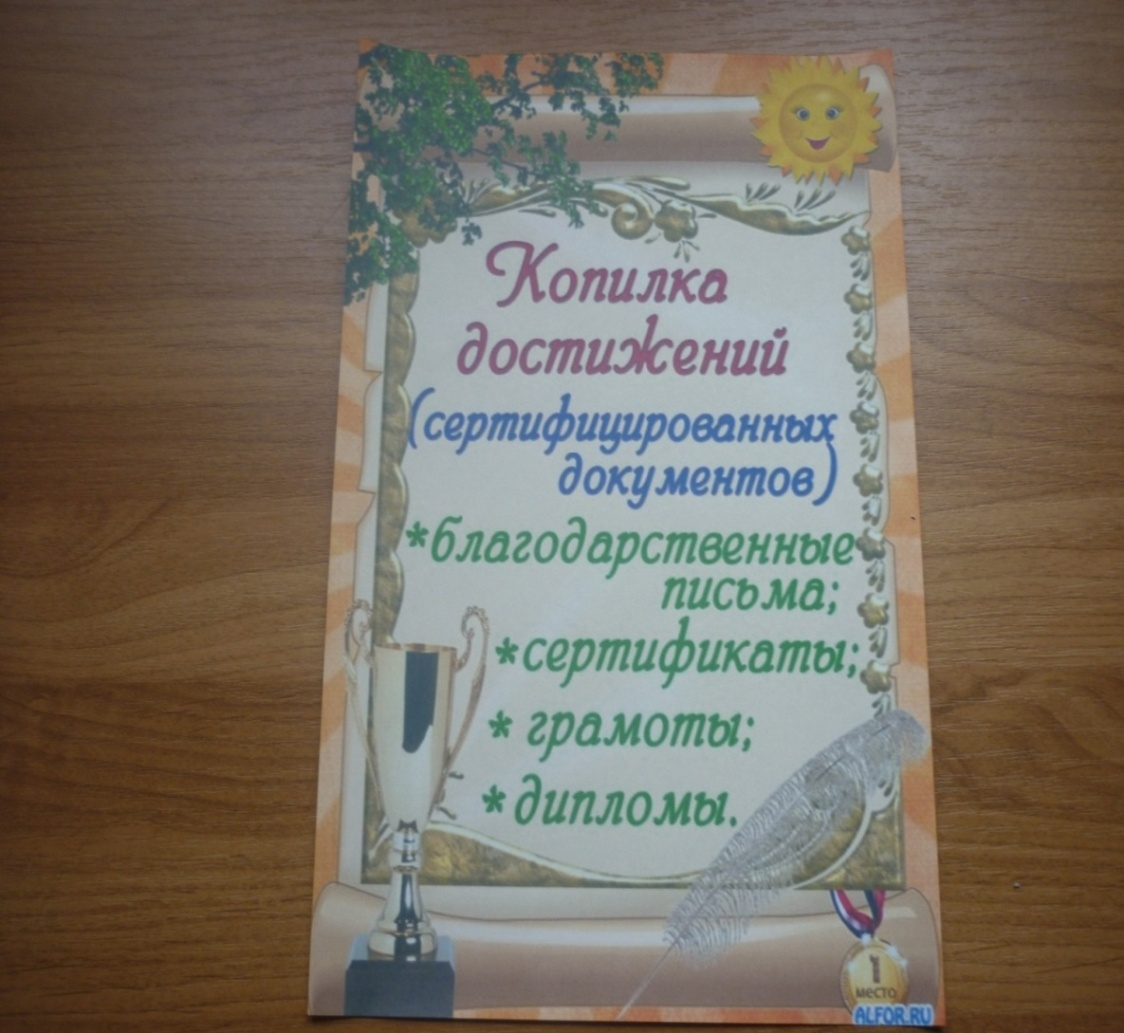 Копилка
достижений
(сертифицированных
документов)
*благодарственные
письма;
*сертификаты;
* грамоты;
*дипломы.
1
место
ALFOR.RU